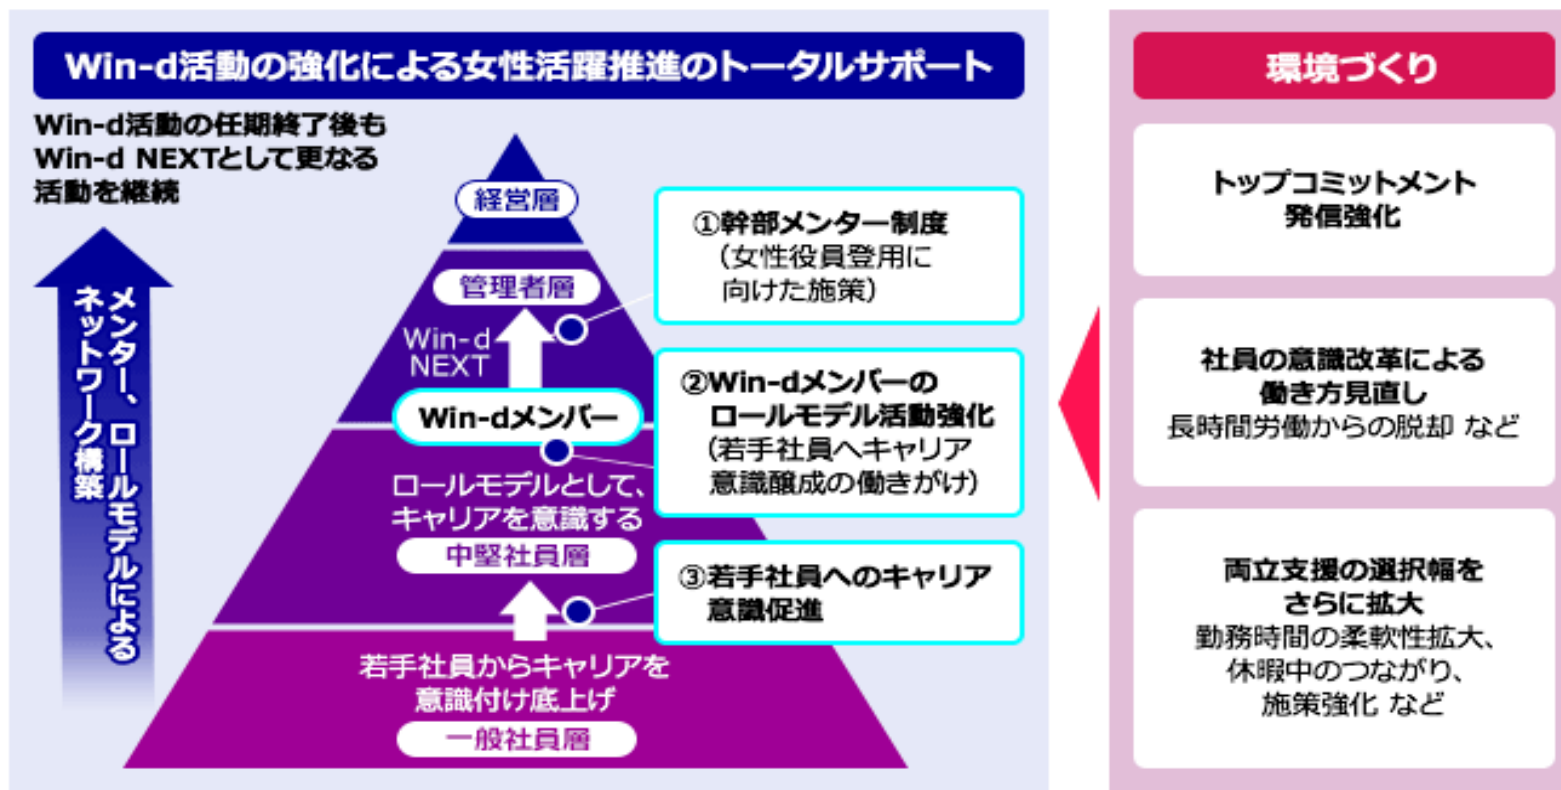 Win-d活動の強化による女性活躍推進のトータルサポート
Win-d活動の任期終了後も
Win-d NEXTとして更なる
活動を継続
メンター、ロールモデルによる
ネットワーク構築
経営層
管理者層
Win-d
NEXT
Win-dメンバー
ロールモデルとして、
キャリアを意識する
中堅社員層
若手社員からキャリアを
意識付け底上げ
一般社員層
①幹部メンター制度
（女性役員登用に
向けた施策）
②Win-dメンバーの
ロールモデル活動強化
（若手社員へキャリア
意識醸成の働きがけ）
③若手社員へのキャリア
意識促進
環境づくり
トップコミットメント
発信強化
社員の意識改革による
働き方見直し
長時間労働からの脱却 など
両立支援の選択幅を
さらに拡大
勤務時間の柔軟性拡大、
休暇中のつながり、
施策強化 など